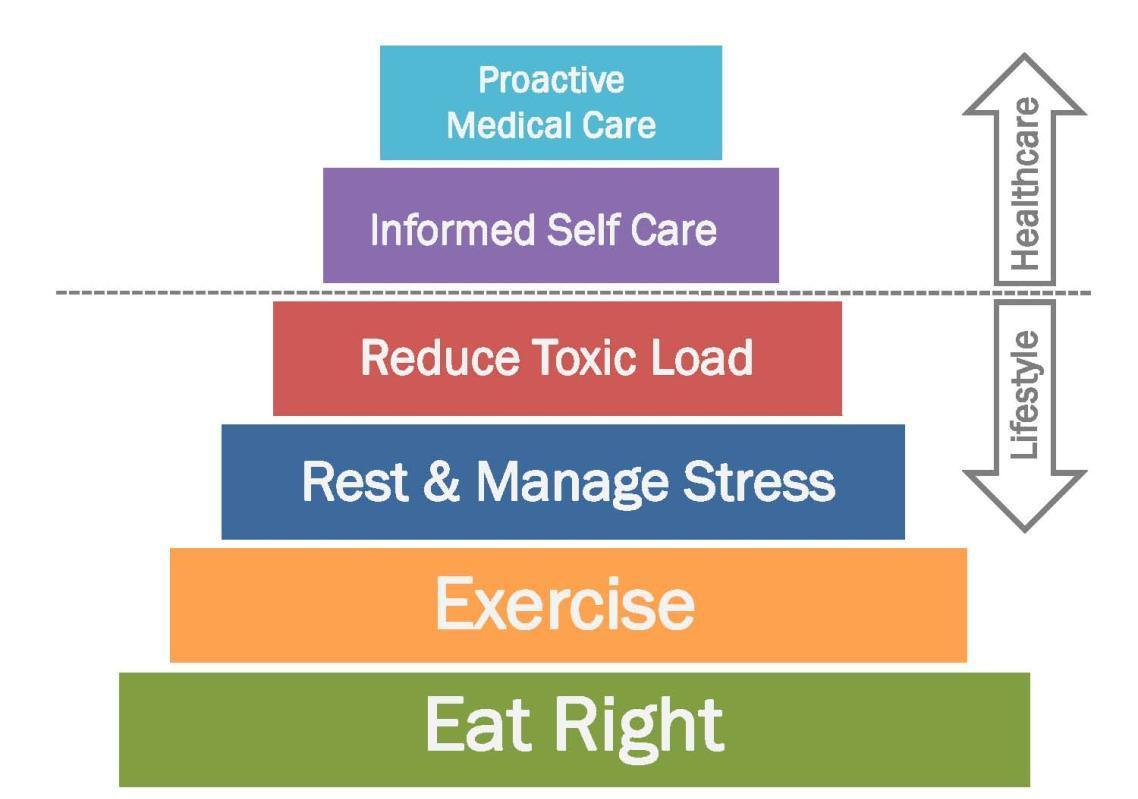 Proactive
Medical Care
Healthcare
Informed Self Care
Reduce Toxic Load
Lifestyle
Rest & Manage Stress
Exercise
Eat Right